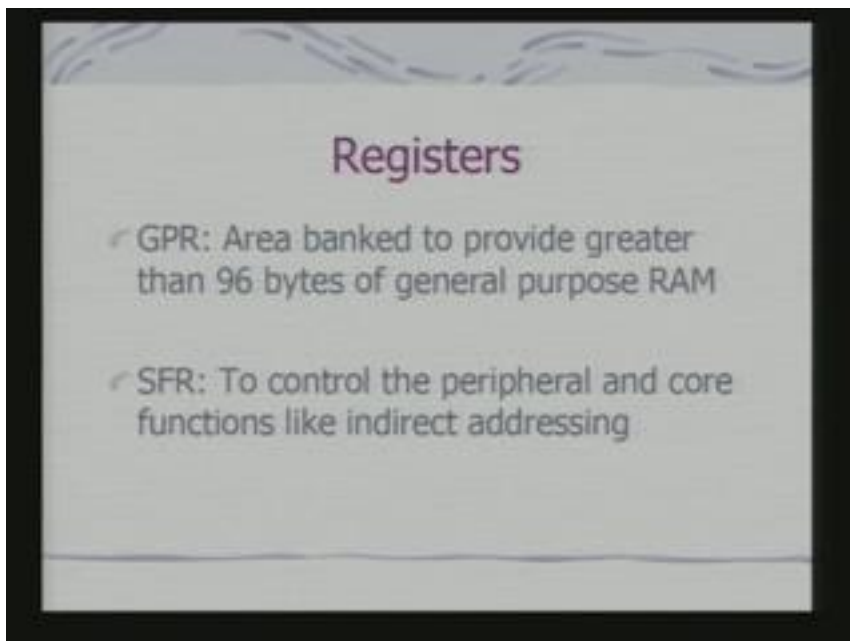 Registers
GPR: Area banked to provide greater
than 96 bytes of general purpose RAM
SFR: To control the peripheral and core
functions like indirect addressing